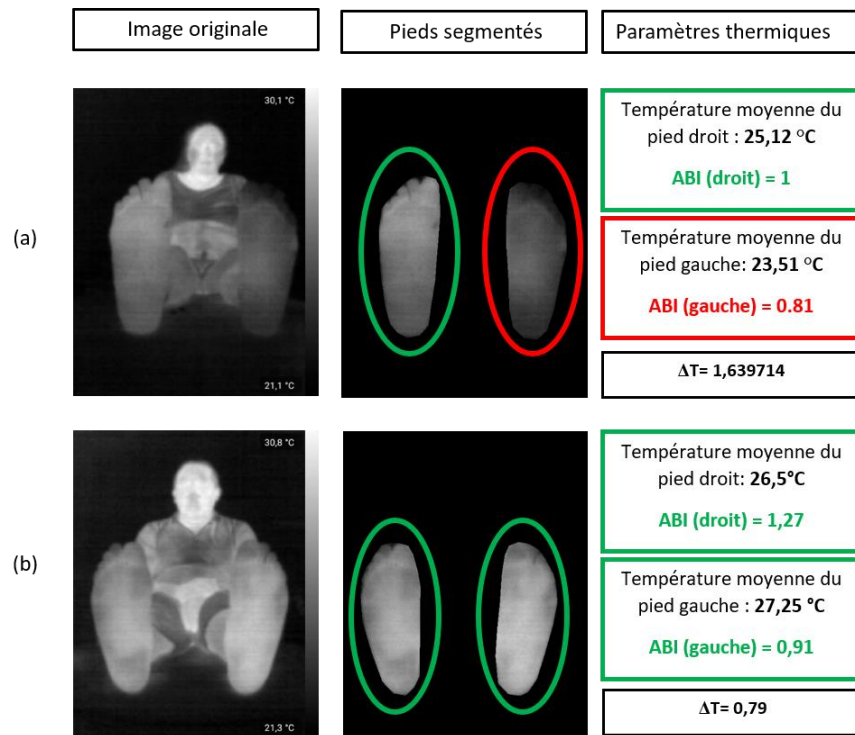 Image originale
Pieds segmentés
Paramètres thermiques
(a)
30,1 °C
21,1 °C
Température moyenne du
pied droit : 25,12 °C
ABI (droit) = 1
Température moyenne du
pied gauche: 23,51 °C
ABI (gauche) = 0.81
ΔT= 1,639714
(b)
30,8 °C
21,3 °C
Température moyenne du
pied droit: 26,5°C
ABI (droit) = 1,27
Température moyenne du
pied gauche : 27,25 °C
ABI (gauche) = 0,91
ΔT= 0,79